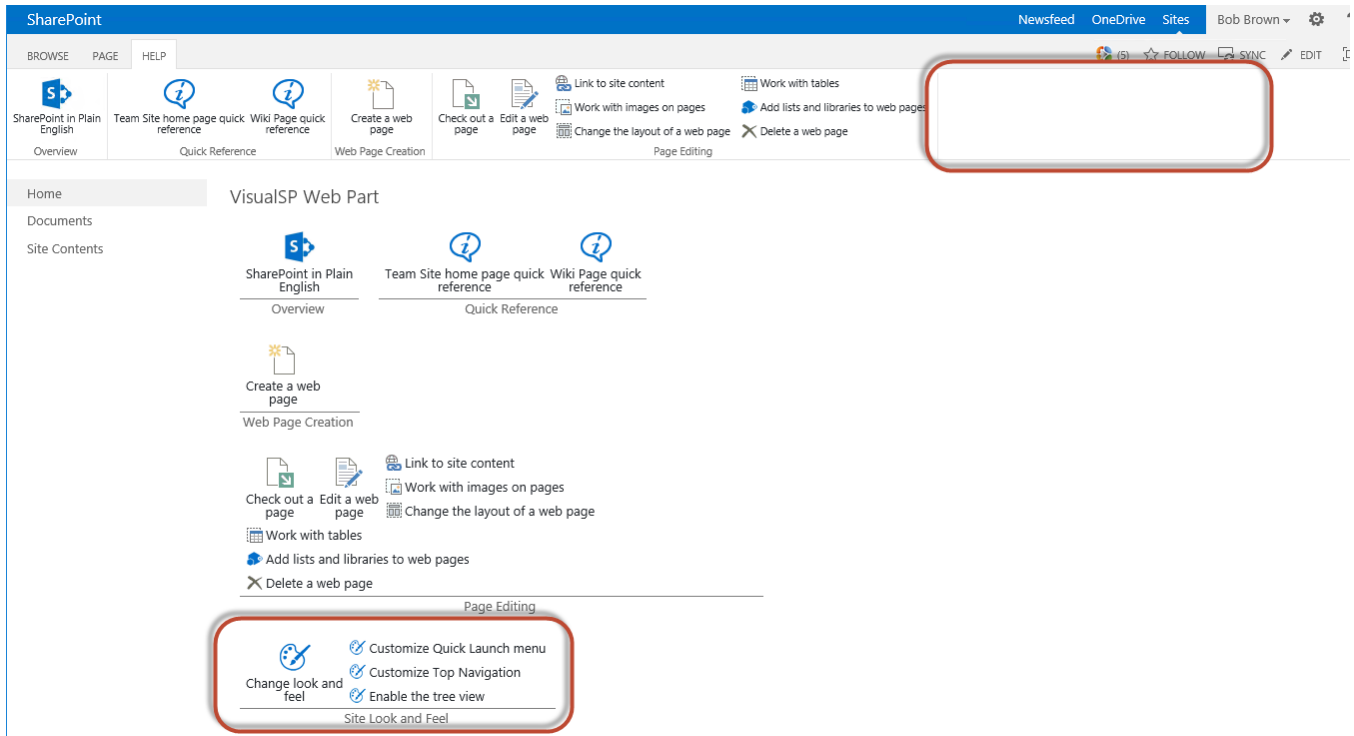 SharePoint
Newsfeed OneDrive Sites Bob Brown
BROWSE PAGE HELP
(5) FOLLOW SYNC EDIT
SharePoint in Plain
English
Overview
Team Site home page quick
reference
Wiki Page quick
reference
Quick Reference
Create a web
page
Web Page Creation
Check out a
page
Edit a web
page
Link to site content
Work with images on pages
Change the layout of a web page
Work with tables
Add lists and libraries to web pages
Delete a web page
Page Editing
Home
Documents
Site Contents
VisualSP Web Part
SharePoint in Plain
English
Overview
Team Site home page quick
reference
Wiki Page quick
reference
Quick Reference
Create a web
page
Web Page Creation
Check out a
page
Edit a web
page
Link to site content
Work with images on pages
Change the layout of a web page
Work with tables
Add lists and libraries to web pages
Delete a web page
Page Editing
Change look and
feel
Customize Quick Launch menu
Customize Top Navigation
Enable the tree view
Site Look and Feel